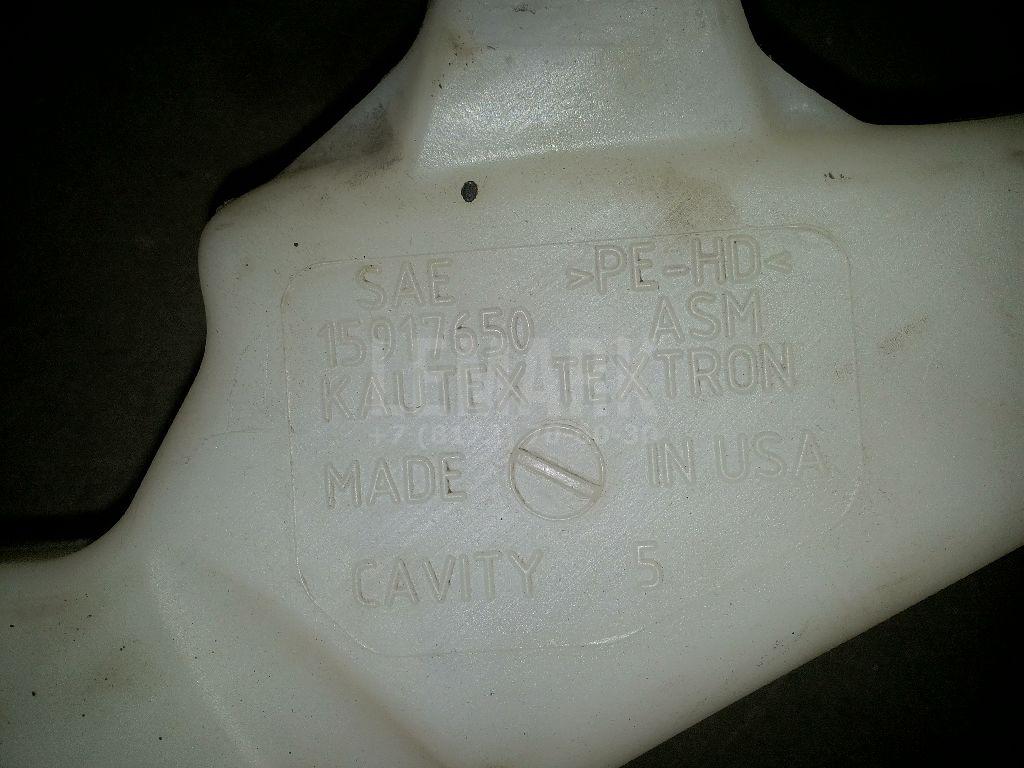 SAE >PE-HD<
15917650 ASM
KAUTEX TEXTRON
MADE IN USA
CAVITY 5